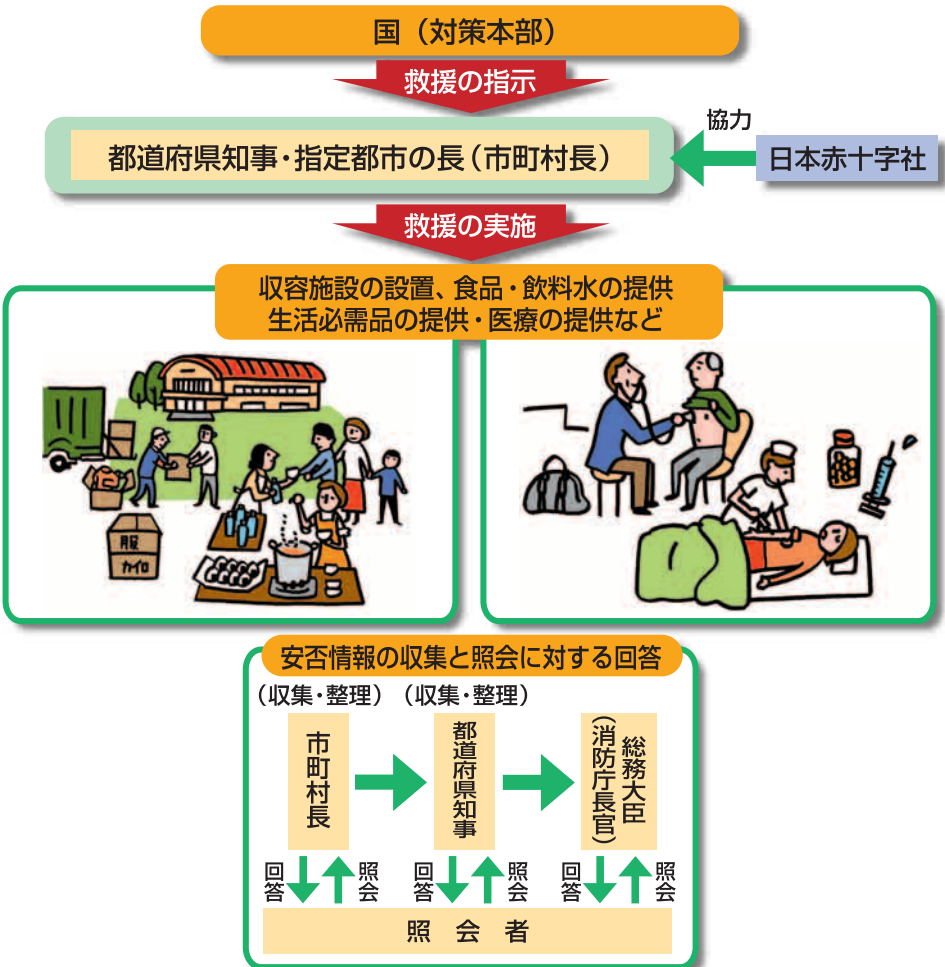 国（対策本部）
救援の指示
都道府県知事・指定都市の長（市町村長）
協力
日本赤十字社
救援の実施
収容施設の設置、食品・飲料水の提供
生活必需品の提供・医療の提供など
服
カイロ
安否情報の収集と照会に対する回答
（収集・整理）
（収集・整理）
市町村長
都道府県知事
総務大臣
（消防庁長官）
回答
照会
回答
照会
回答
照会
照会者